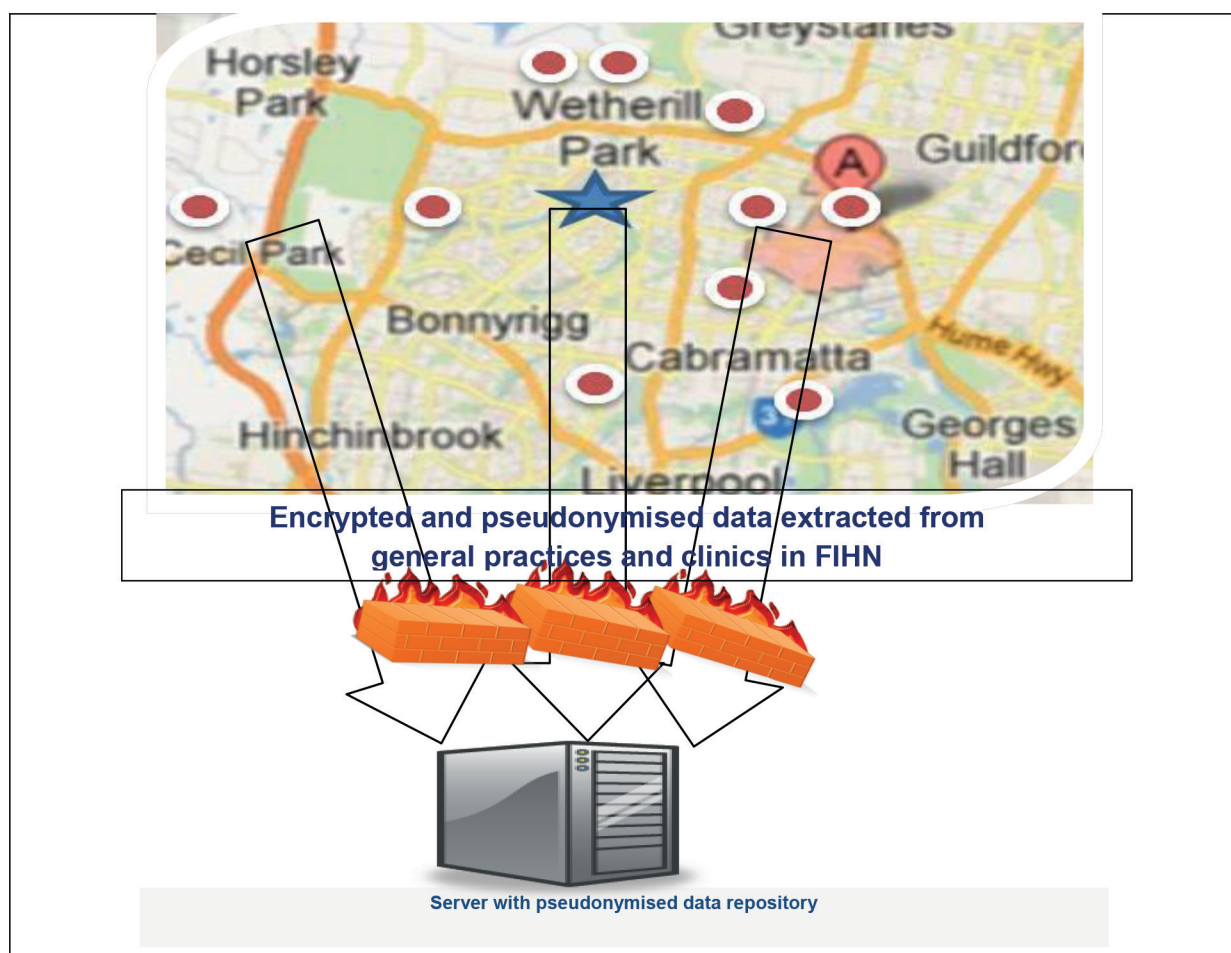 Greystanes
Horsley
Park
Wetherill
Park
A
Guildfor
Cecil Park
Bonnyrigg
Cabramatta
Hume Hwy
3
Hinchinbrook
Georges
Hall
Liverpool
Encrypted and pseudonymised data extracted from
general practices and clinics in FIHN
Server with pseudonymised data repository